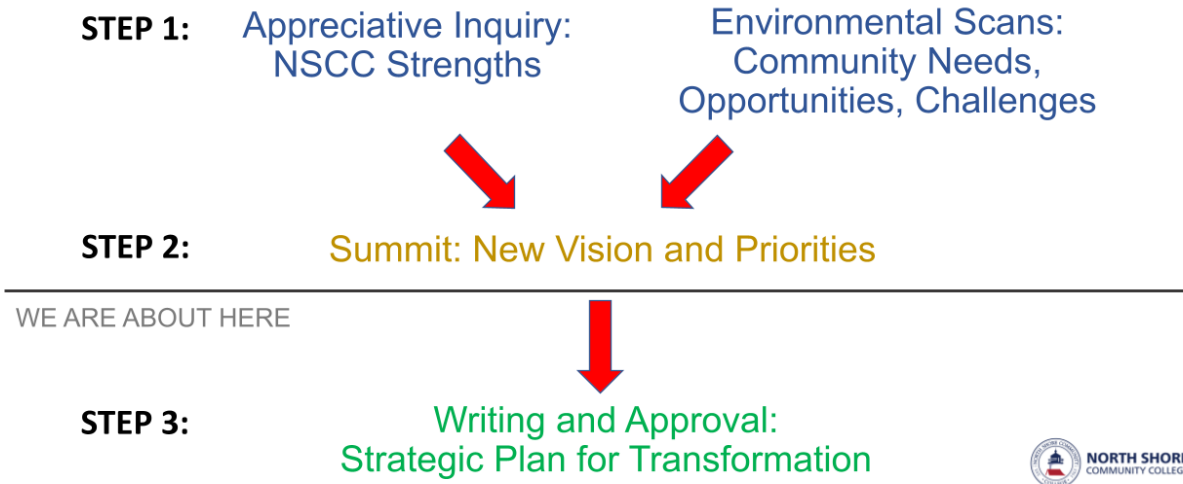 STEP 1:
Appreciative Inquiry:
NSCC Strengths
Environmental Scans:
Community Needs,
Opportunities, Challenges
STEP 2:
Summit: New Vision and Priorities
WE ARE ABOUT HERE
STEP 3:
Writing and Approval:
Strategic Plan for Transformation
NORTH SHORE
COMMUNITY COLLEGE